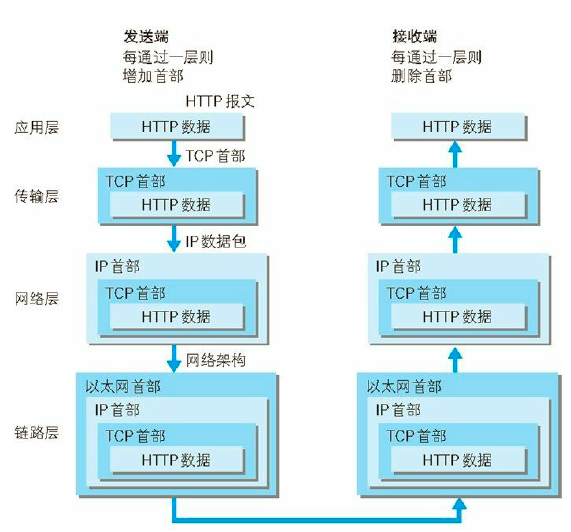 发送端
每通过一层则
增加首部
接收端
每通过一层则
删除首部
HTTP 报文
应用层
HTTP 数据
HTTP 数据
TCP 首部
传输层
TCP 首部
HTTP 数据
TCP 首部
HTTP 数据
IP 数据包
网络层
IP 首部
TCP 首部
HTTP 数据
IP 首部
TCP 首部
HTTP 数据
网络架构
链路层
以太网首部
IP 首部
TCP 首部
HTTP 数据
以太网首部
IP 首部
TCP 首部
HTTP 数据